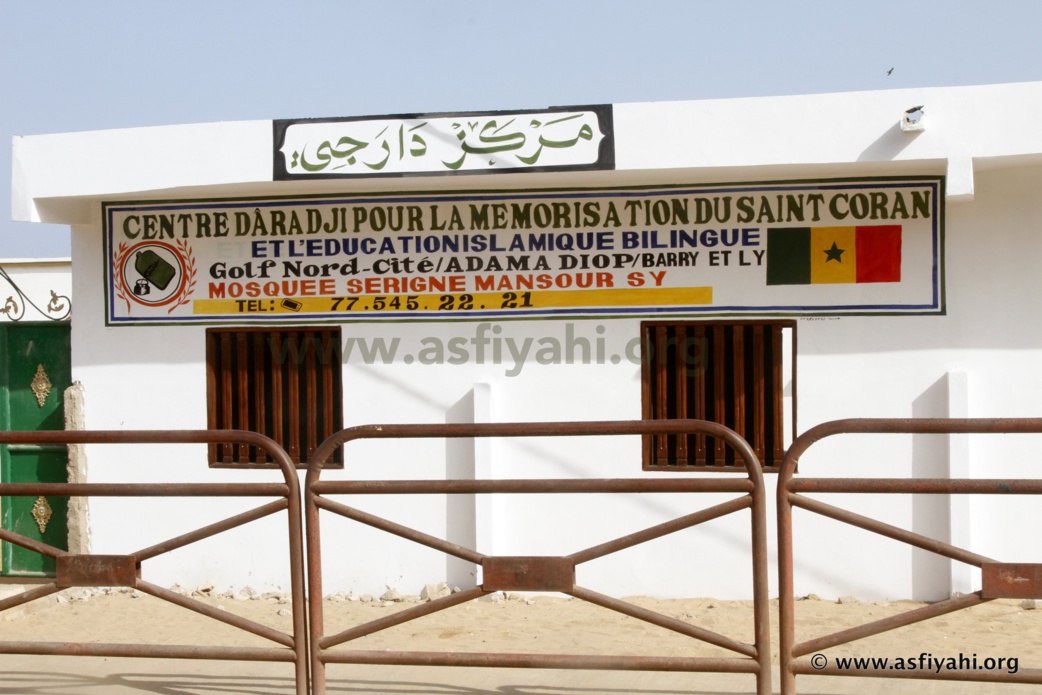 مركز دارجي
CENTRE DÀRADJI POUR LA MEMORISATION DU SAINT CORAN
ET L'EDUCATION ISLAMIQUE BILINGUE
Golf Nord-Cité/ADAMA DIOP/BARRY ET LY
MOSQUEE SERIGNE MANSOUR SY
TEL: 77.545.22.21
www.asfiyahi.org
© www.asfiyahi.org